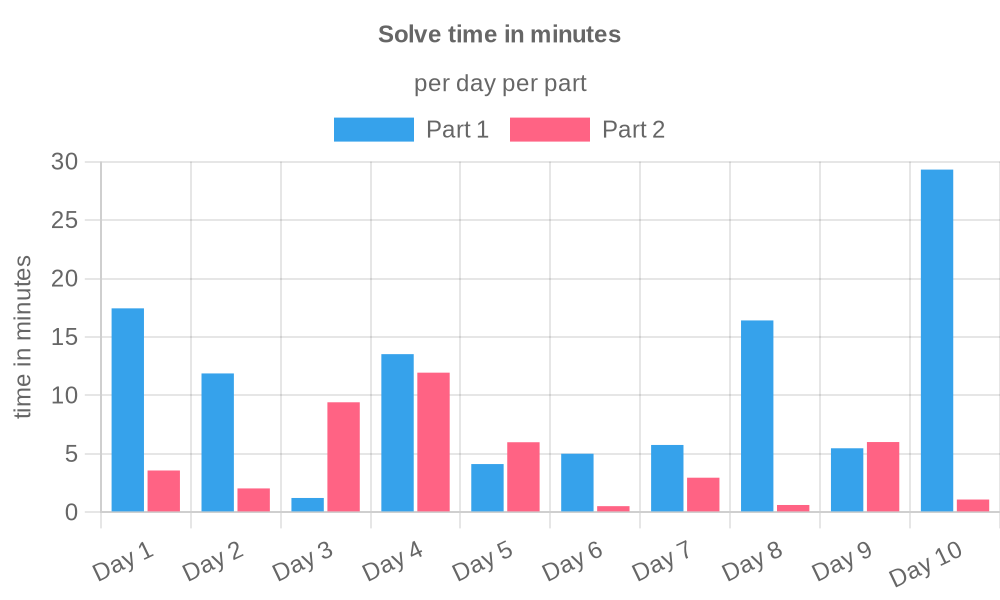 Solve time in minutes
per day per part
Part 1 Part 2
time in minutes
30
25
20
15
10
5
0
Day 1 Day 2 Day 3 Day 4 Day 5 Day 6 Day 7 Day 8 Day 9 Day 10